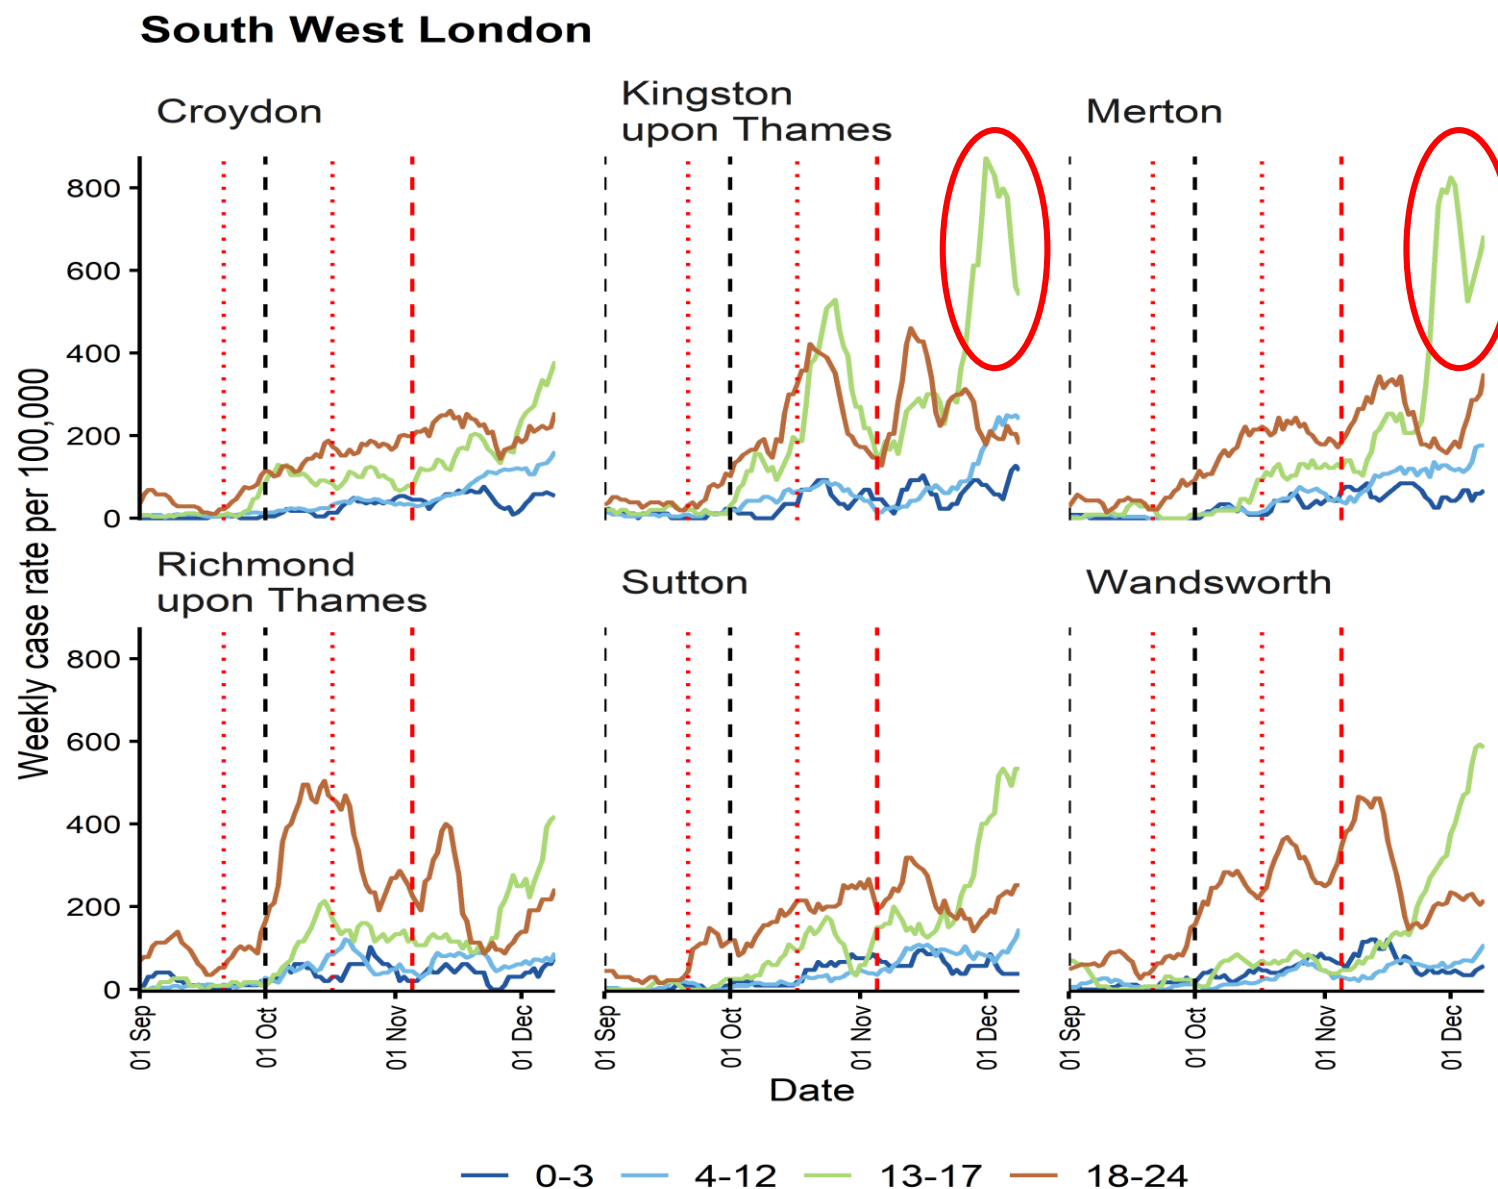 South West London
Croydon
Kingston
upon Thames
Merton
800
600
400
200
0
Richmond
upon Thames
Sutton
Wandsworth
800
600
400
200
0
Weekly case rate per 100,000
01 Sep
01 Oct
01 Nov
01 Dec
01 Sep
01 Oct
01 Nov
01 Dec
01 Sep
01 Oct
01 Nov
01 Dec
Date
0-3
4-12
13-17
18-24